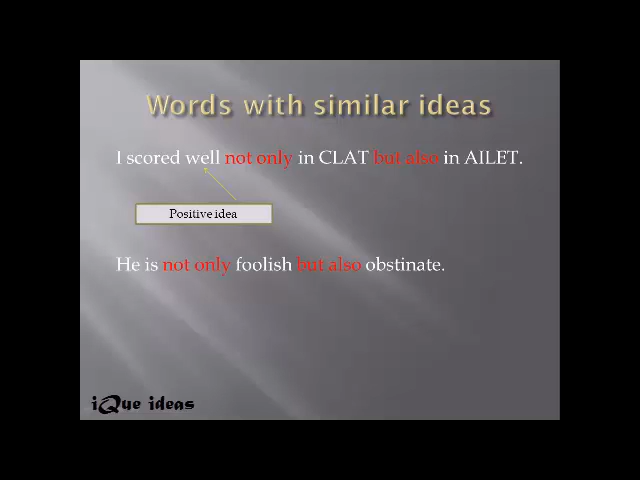 Words with similar ideas
I scored well not only in CLAT but also in AILET.
Positive idea
He is not only foolish but also obstinate.
iQue ideas